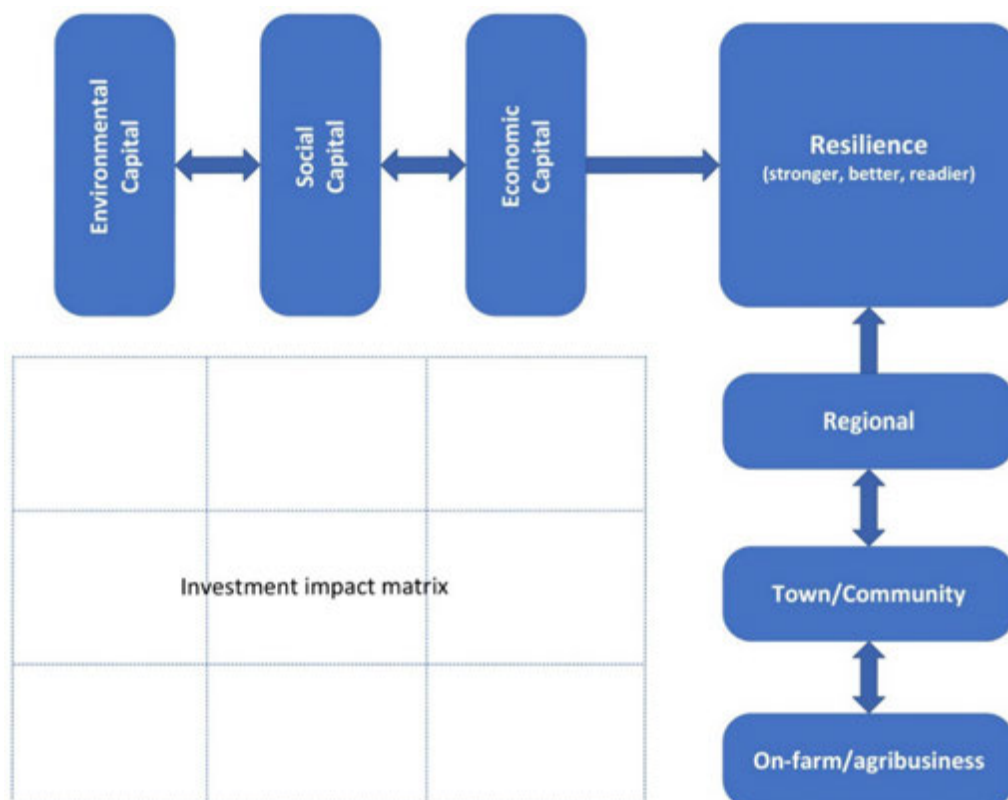 Environmental
Capital
Social
Capital
Economic
Capital
Resilience
(stronger, better, readier)
Regional
Investment impact matrix
Town/Community
On-farm/agribusiness